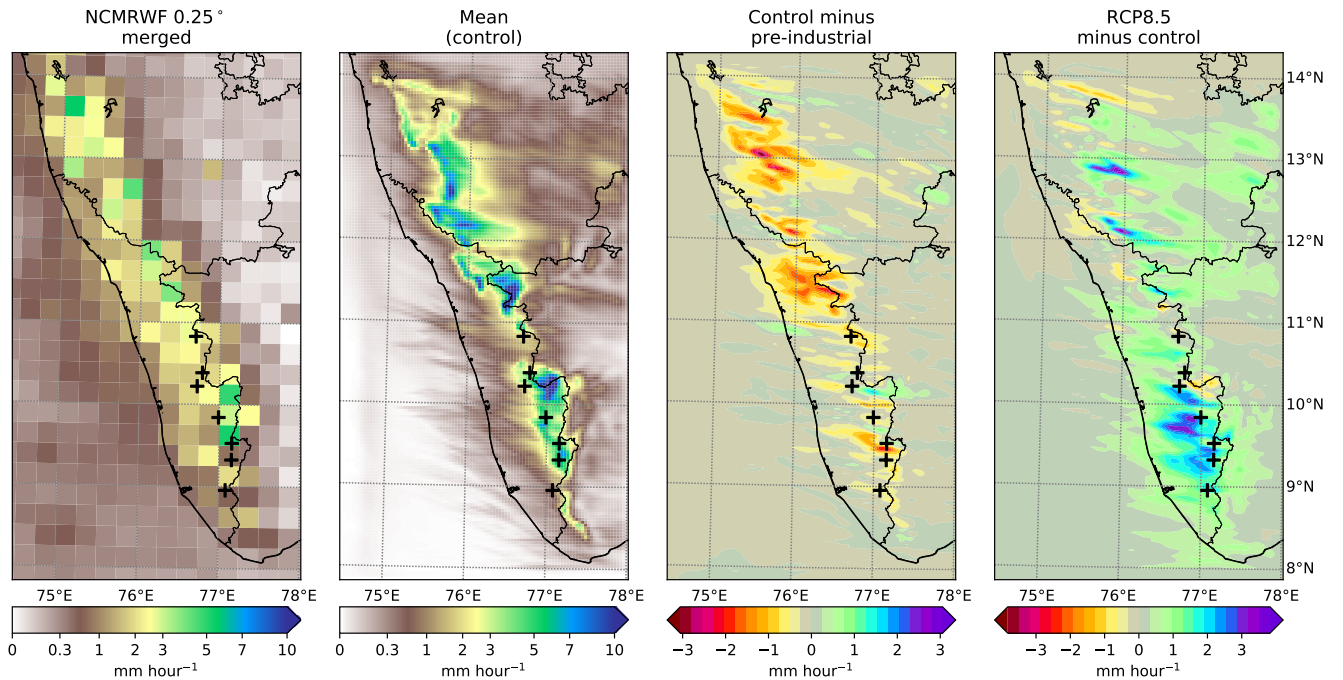 NCMRWF 0.25°
merged
Mean
(control)
Control minus
pre-industrial
RCP8.5
minus control
14°N
13°N
12°N
11°N
10°N
9°N
8°N
75°E 76°E 77°E 78°E
75°E 76°E 77°E 78°E
75°E 76°E 77°E 78°E
75°E 76°E 77°E 78°E
0 0.3 1 2 3 5 7 10
0 0.3 1 2 3 5 7 10
−3 −2 −1 0 1 2 3
−3 −2 −1 0 1 2 3
mm hour⁻¹
mm hour⁻¹
mm hour⁻¹
mm hour⁻¹